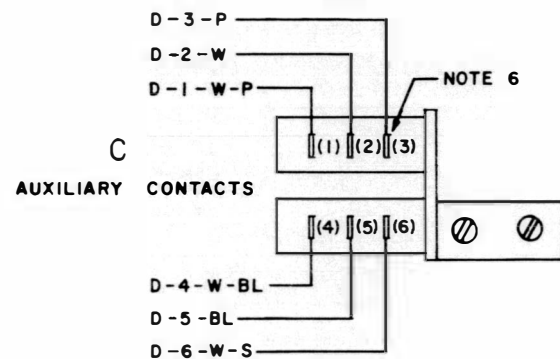 D-3-P
D-2-W
NOTE 6
D-1-W-P
(1) (2) (3)
C
AUXILIARY CONTACTS
(4) (5) (6)
D-4-W-BL
D-5-BL
D-6-W-S